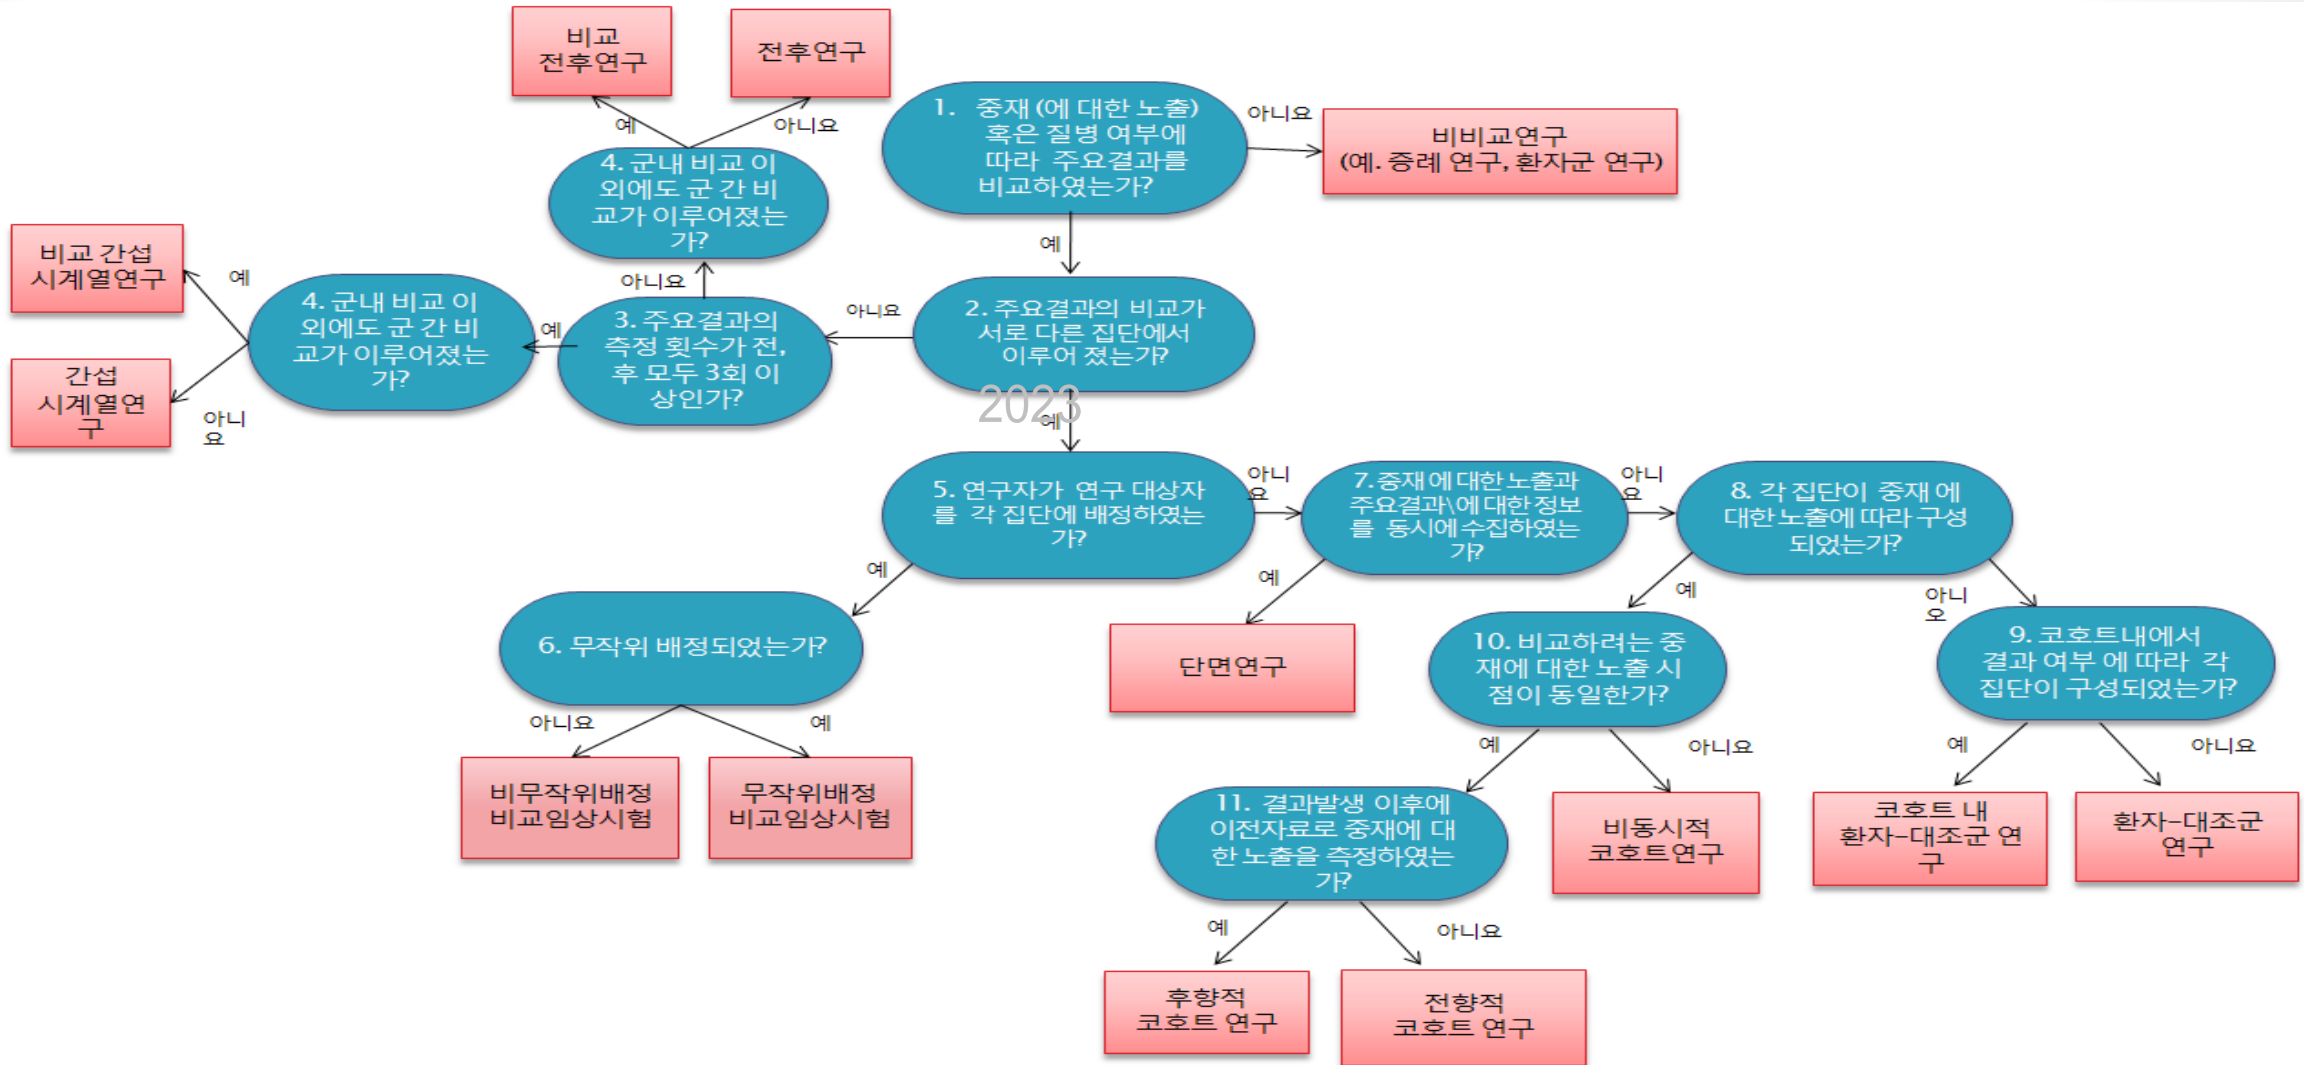 비교
전후연구
전후연구
예
아니요
1. 중재 (에 대한 노출)
혹은 질병 여부에
따라 주요결과를
비교하였는가?
아니요
비비교연구
(예. 증례 연구, 환자군 연구)
4. 군내 비교 이
외에도 군 간 비
교가 이루어졌는
가?
예
비교 간섭
시계열연구
예
4. 군내 비교 이
외에도 군 간 비
교가 이루어졌는
가?
간섭
시계열연
구
아니
요
아니요
예
3. 주요결과의
측정 횟수가 전,
후 모두 3회 이
상인가?
아니요
2. 주요결과의 비교가
서로 다른 집단에서
이루어 졌는가?
2023
예
5. 연구자가 연구 대상자
를 각 집단에 배정하였는
가?
아니
요
7. 중재 에 대한 노출과
주요결과\에 대한 정보
를 동시에 수집하였는
가?
아니
요
8. 각 집단이 중재 에
대한 노출에 따라 구성
되었는가?
예
6. 무작위 배정되었는가?
아니요
예
비무작위배정
비교임상시험
무작위배정
비교임상시험
예
단면연구
예
아니
오
10. 비교하려는 중
재에 대한 노출 시
점이 동일한가?
9. 코호트내에서
결과 여부 에 따라 각
집단이 구성되었는가?
예
아니요
예
아니요
11. 결과발생 이후에
이전자료로 중재에 대
한 노출을 측정하였는
가?
비동시적
코호트연구
코호트 내
환자-대조군 연
구
환자-대조군
연구
예
아니요
후향적
코호트 연구
전향적
코호트 연구